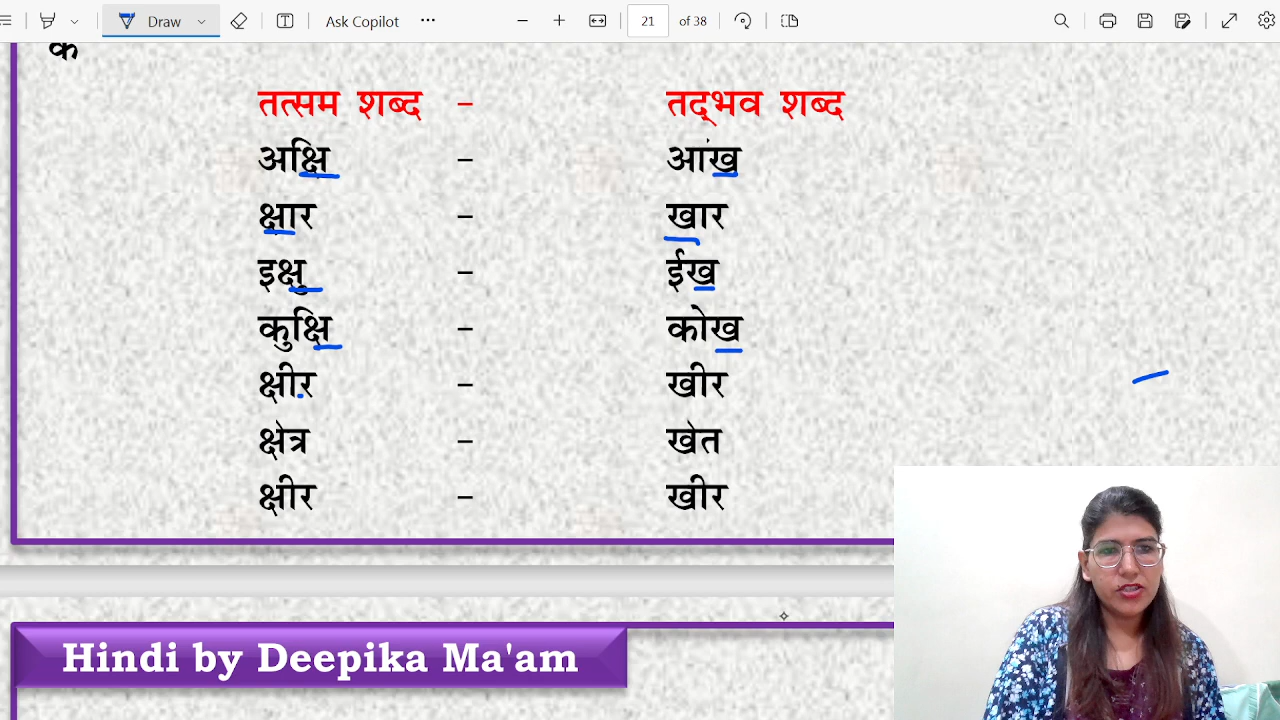 Draw Ask Copilot ... 21 of 38
क
तत्सम शब्द - तद्भव शब्द
अक्षि - आंख
क्षार - खार
इक्षु - ईख
कुक्षि - कोख
क्षीर - खीर
क्षेत्र - खेत
क्षीर - खीर
Hindi by Deepika Ma'am